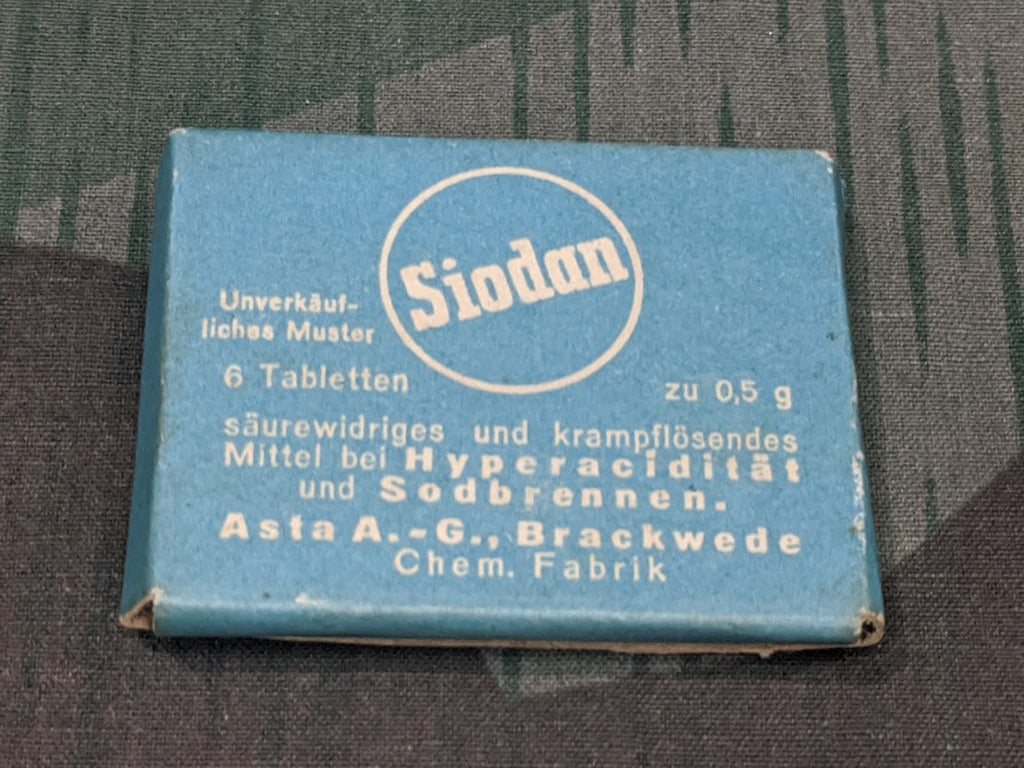 Siodan
Unverkäuf-
liches Muster
6 Tabletten zu 0,5 g
säurewidriges und krampflösendes
Mittel bei Hyperacidität
und Sodbrennen.
Asta A.-G., Brackwede
Chem. Fabrik